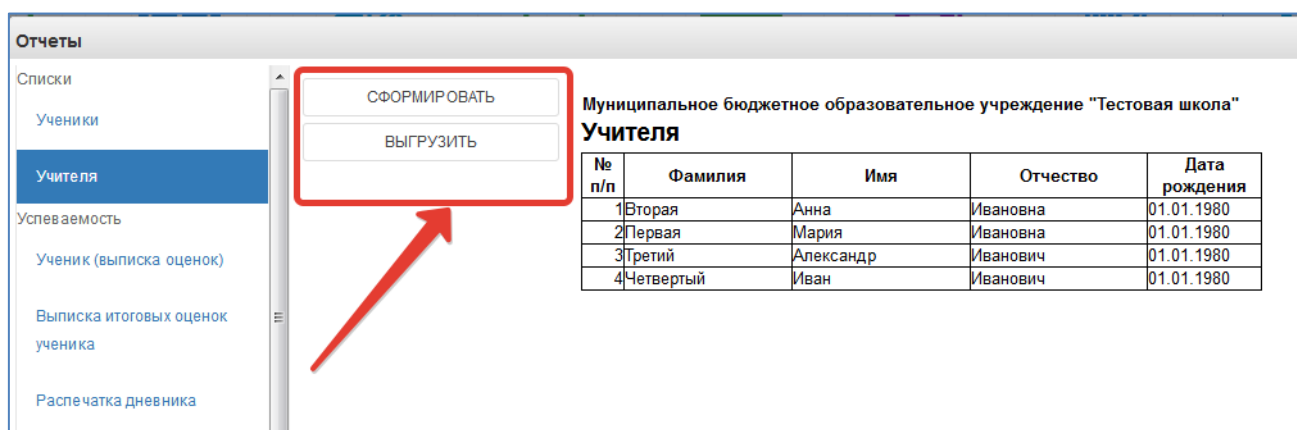 Отчеты
Списки
Ученики
Учителя
Успеваемость
Ученик (выписка оценок)
Выписка итоговых оценок
ученика
Распечатка дневника
СФОРМИРОВАТЬ
ВЫГРУЗИТЬ
Муниципальное бюджетное образовательное учреждение "Тестовая школа"
Учителя
№ п/п Фамилия Имя Отчество Дата рождения
1 Вторая Анна Ивановна 01.01.1980
2 Первая Мария Ивановна 01.01.1980
3 Третий Александр Иванович 01.01.1980
4 Четвертый Иван Иванович 01.01.1980